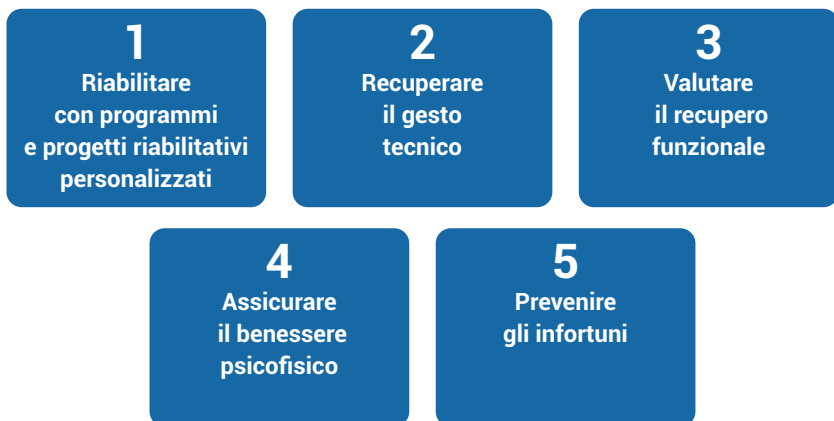 1
Riabilitare
con programmi
e progetti riabilitativi
personalizzati
2
Recuperare
il gesto
tecnico
3
Valutare
il recupero
funzionale
4
Assicurare
il benessere
psicofisico
5
Prevenire
gli infortuni